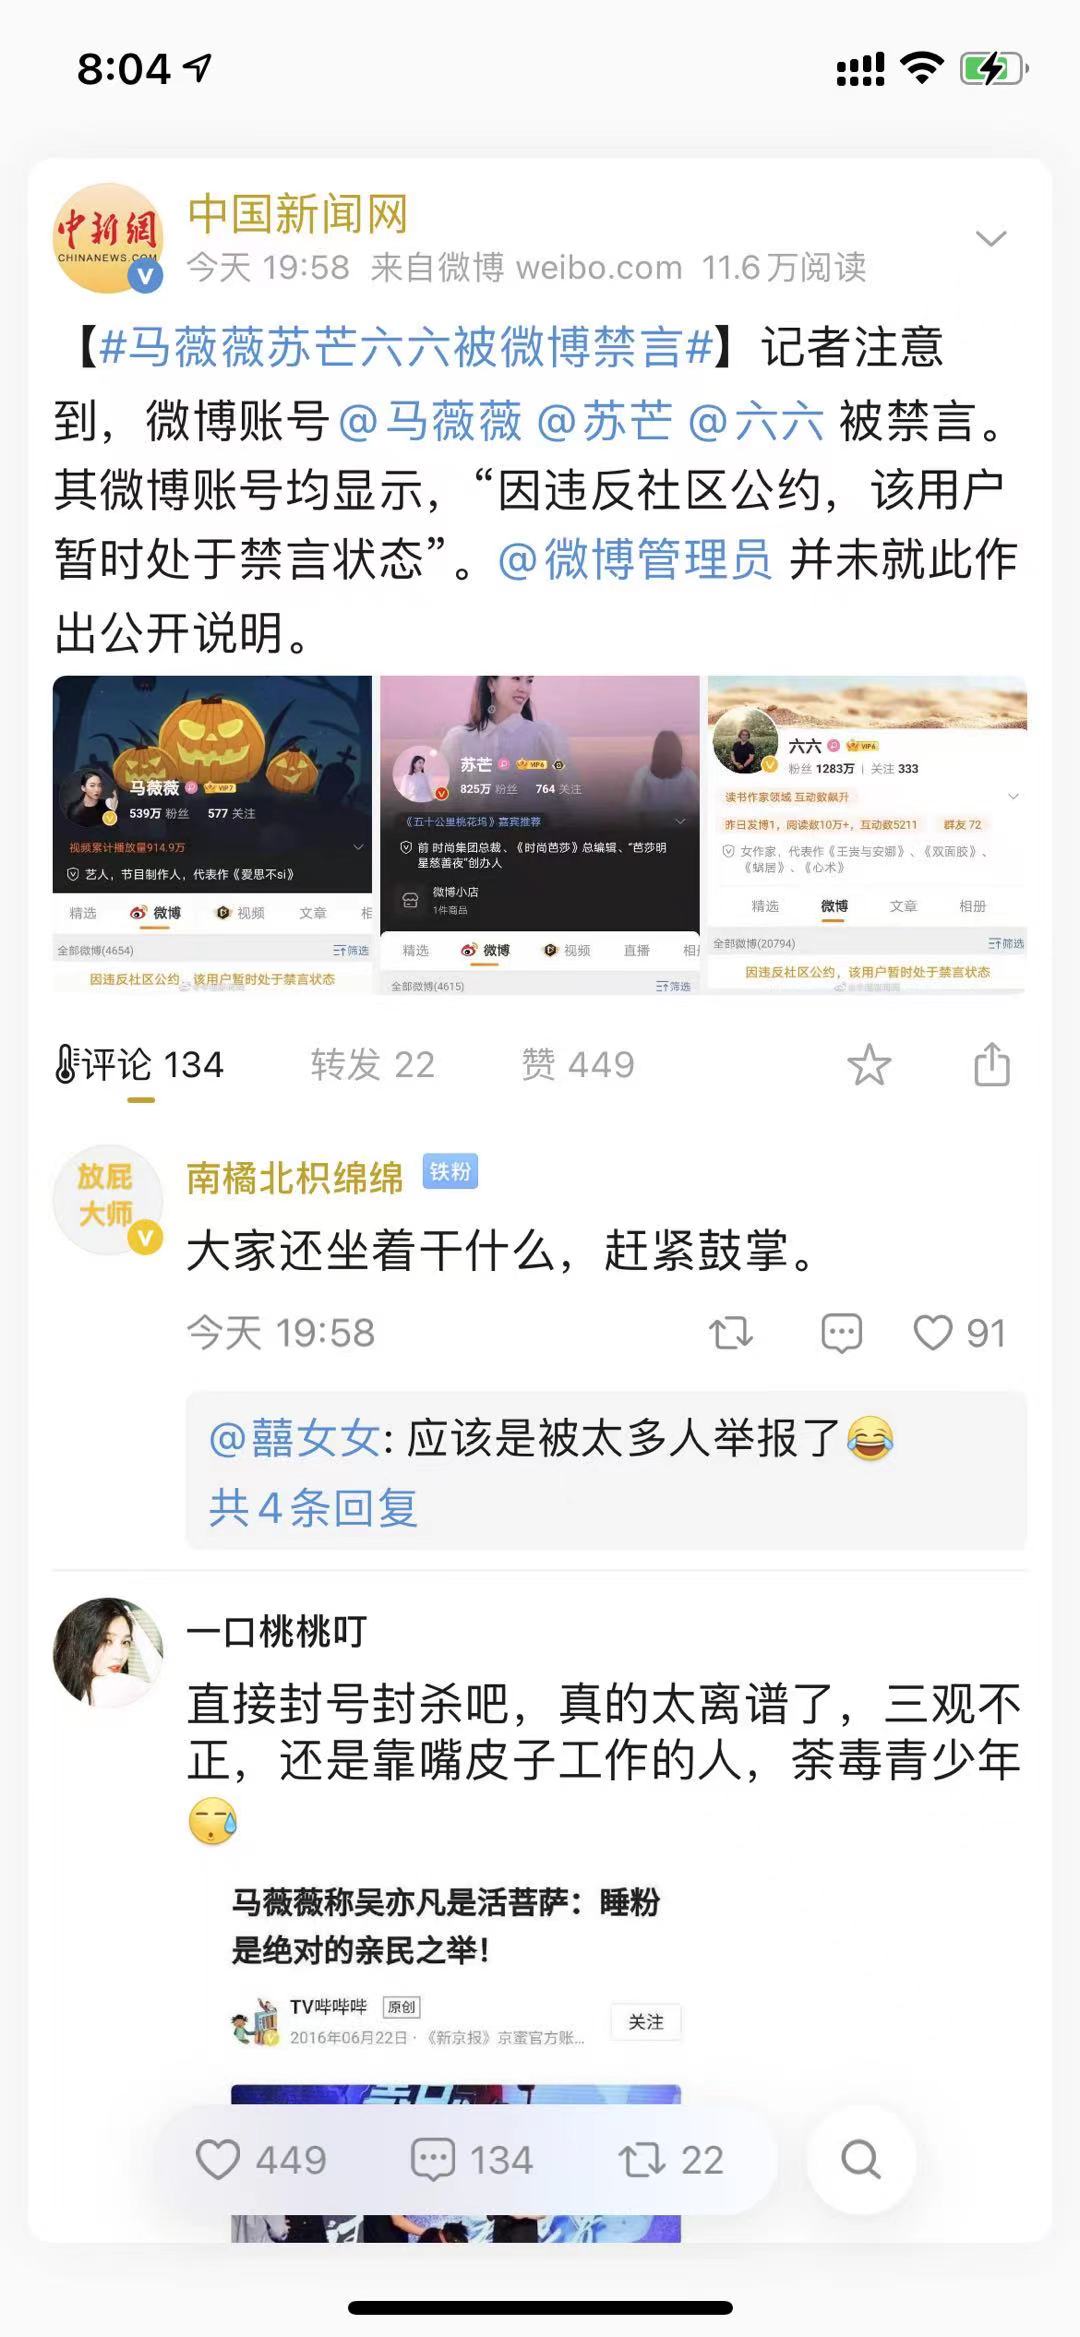 8:04
中新網
CHINANEWS.COM
中国新闻网
今天 19:58 来自微博 weibo.com 11.6万阅读
【#马薇薇苏芒六六被微博禁言#】记者注意
到，微博账号@马薇薇 @苏芒 @六六 被禁言。
其微博账号均显示，“因违反社区公约，该用户
暂时处于禁言状态”。@微博管理员 并未就此作
出公开说明。
马薇薇 VIP7
539万 粉丝 577 关注
视频累计播放量914.9万
艺人，节目制作人，代表作《爱思不si》
精选 微博 视频 文章 相
全部微博(4654) 筛选
因违反社区公约，该用户暂时处于禁言状态
苏芒 VIP6
825万 粉丝 764 关注
《五十公里桃花坞》嘉宾推荐
前 时尚集团总裁、《时尚芭莎》总编辑、“芭莎明
星慈善夜”创办人
微博小店
1件商品
精选 微博 视频 直播 相
全部微博(4615) 筛选
六六 VIP6
粉丝 1283万 | 关注 333
读书作家领域 互动数飙升
昨日发博1，阅读数10万+，互动数5211 群友 72
女作家，代表作《王贵与安娜》、《双面胶》、
《蜗居》、《心术》
精选 微博 文章 相册
全部微博(20794) 筛选
因违反社区公约，该用户暂时处于禁言状态
评论 134 转发 22 赞 449
放屁
大师
南橘北枳绵绵 铁粉
大家还坐着干什么，赶紧鼓掌。
今天 19:58 91
@囍女女: 应该是被太多人举报了😂
共4条回复
一口桃桃叮
直接封号封杀吧，真的太离谱了，三观不
正，还是靠嘴皮子工作的人，荼毒青少年
马薇薇称吴亦凡是活菩萨：睡粉
是绝对的亲民之举！
TV哔哔哔 原创
2016年06月22日 · 《新京报》京蜜官方账...
关注
449 134 22